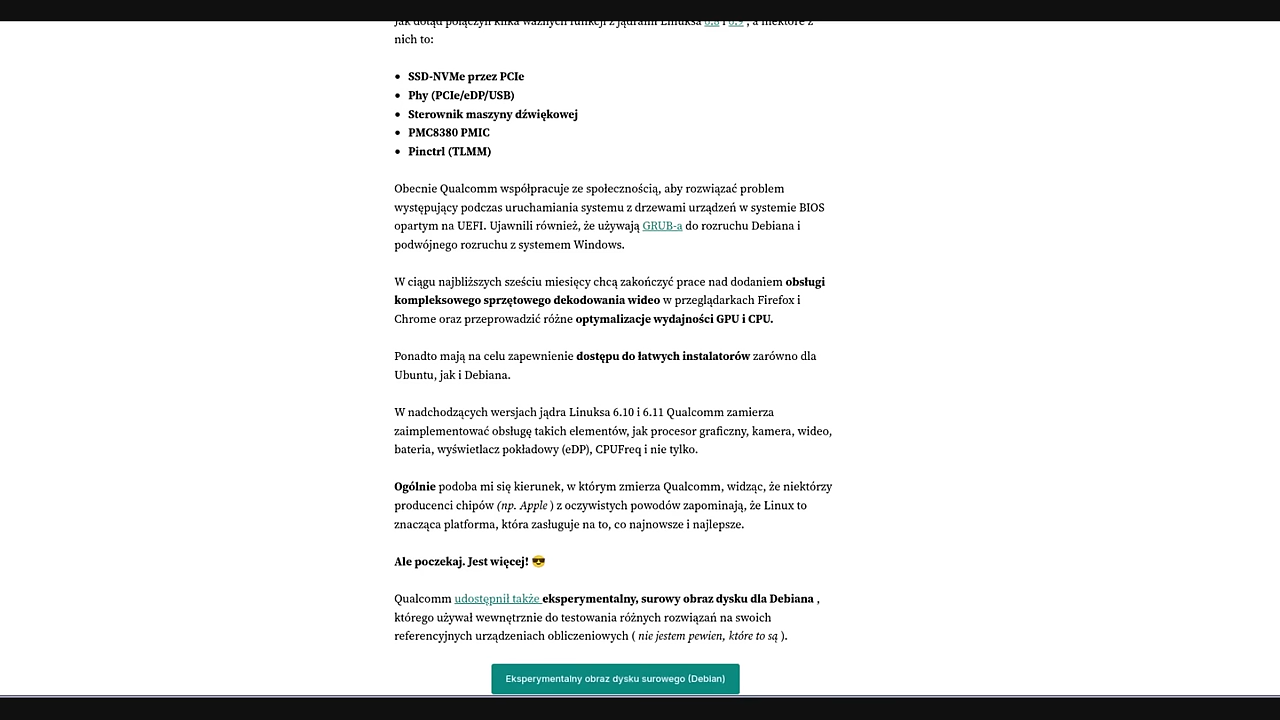 Jak dotąd połączył kilka ważnych funkcji z jądrami Linuksa 6.8 i 6.9 , a niektóre z
nich to:
SSD-NVMe przez PCIe
Phy (PCIe/eDP/USB)
Sterownik maszyny dźwiękowej
PMC8380 PMIC
Pinctrl (TLMM)
Obecnie Qualcomm współpracuje ze społecznością, aby rozwiązać problem
występujący podczas uruchamiania systemu z drzewami urządzeń w systemie BIOS
opartym na UEFI. Ujawnili również, że używają GRUB-a do rozruchu Debiana i
podwójnego rozruchu z systemem Windows.
W ciągu najbliższych sześciu miesięcy chcą zakończyć prace nad dodaniem obsługi
kompleksowego sprzętowego dekodowania wideo w przeglądarkach Firefox i
Chrome oraz przeprowadzić różne optymalizacje wydajności GPU i CPU.
Ponadto mają na celu zapewnienie dostępu do łatwych instalatorów zarówno dla
Ubuntu, jak i Debiana.
W nadchodzących wersjach jądra Linuksa 6.10 i 6.11 Qualcomm zamierza
zaimplementować obsługę takich elementów, jak procesor graficzny, kamera, wideo,
bateria, wyświetlacz pokładowy (eDP), CPUFreq i nie tylko.
Ogólnie podoba mi się kierunek, w którym zmierza Qualcomm, widząc, że niektórzy
producenci chipów (np. Apple ) z oczywistych powodów zapominają, że Linux to
znacząca platforma, która zasługuje na to, co najnowsze i najlepsze.
Ale poczekaj. Jest więcej! 😎
Qualcomm udostępnił także eksperymentalny, surowy obraz dysku dla Debiana ,
którego używał wewnętrznie do testowania różnych rozwiązań na swoich
referencyjnych urządzeniach obliczeniowych ( nie jestem pewien, które to są ).
Eksperymentalny obraz dysku surowego (Debian)